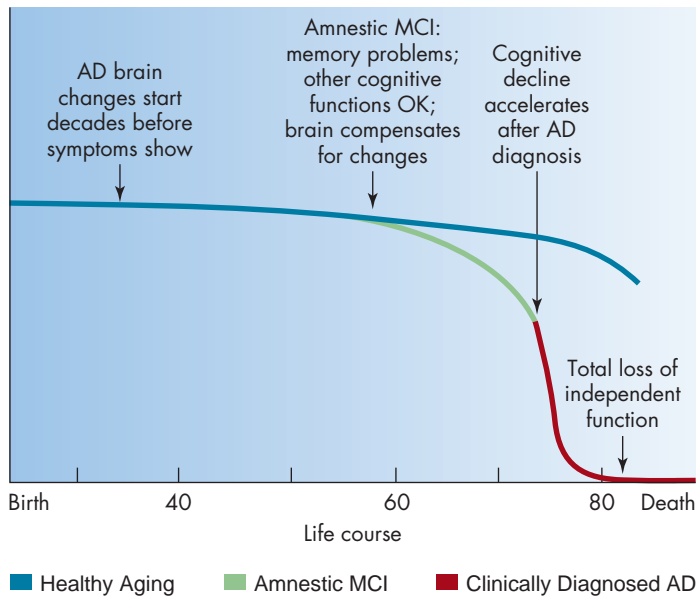 AD brain
changes start
decades before
symptoms show
Amnestic MCI:
memory problems;
other cognitive
functions OK;
brain compensates
for changes
Cognitive
decline
accelerates
after AD
diagnosis
Total loss of
independent
function
Birth 40 60 80 Death
Life course
Healthy Aging Amnestic MCI Clinically Diagnosed AD